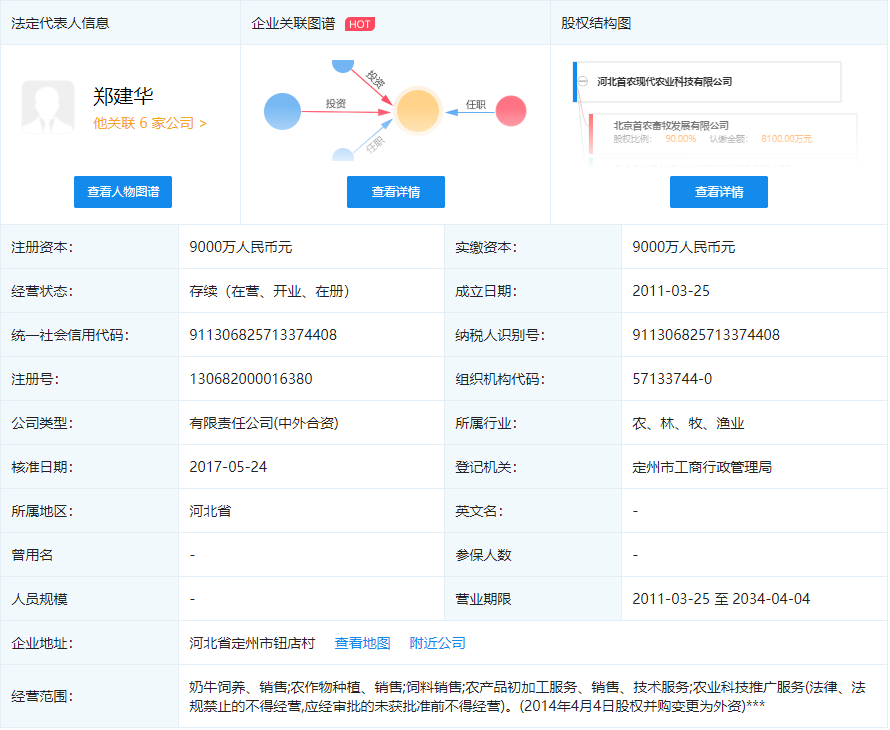 法定代表人信息
企业关联图谱 HOT
股权结构图
郑建华
他关联 6 家公司 >
查看人物图谱
投资
投资
任职
任职
查看详情
河北首农现代农业科技有限公司
北京首农畜牧发展有限公司
股权比例： 90.00% 认缴金额： 8100.00万元
查看详情
注册资本： 9000万人民币元 实缴资本： 9000万人民币元
经营状态： 存续（在营、开业、在册） 成立日期： 2011-03-25
统一社会信用代码： 911306825713374408 纳税人识别号： 911306825713374408
注册号： 130682000016380 组织机构代码： 57133744-0
公司类型： 有限责任公司(中外合资) 所属行业： 农、林、牧、渔业
核准日期： 2017-05-24 登记机关： 定州市工商行政管理局
所属地区： 河北省 英文名： -
曾用名 - 参保人数 -
人员规模 - 营业期限 2011-03-25 至 2034-04-04
企业地址： 河北省定州市钮店村 查看地图 附近公司
经营范围： 奶牛饲养、销售;农作物种植、销售;饲料销售;农产品初加工服务、销售、技术服务;农业科技推广服务(法律、法
规禁止的不得经营,应经审批的未获批准前不得经营)。(2014年4月4日股权并购变更为外资)***